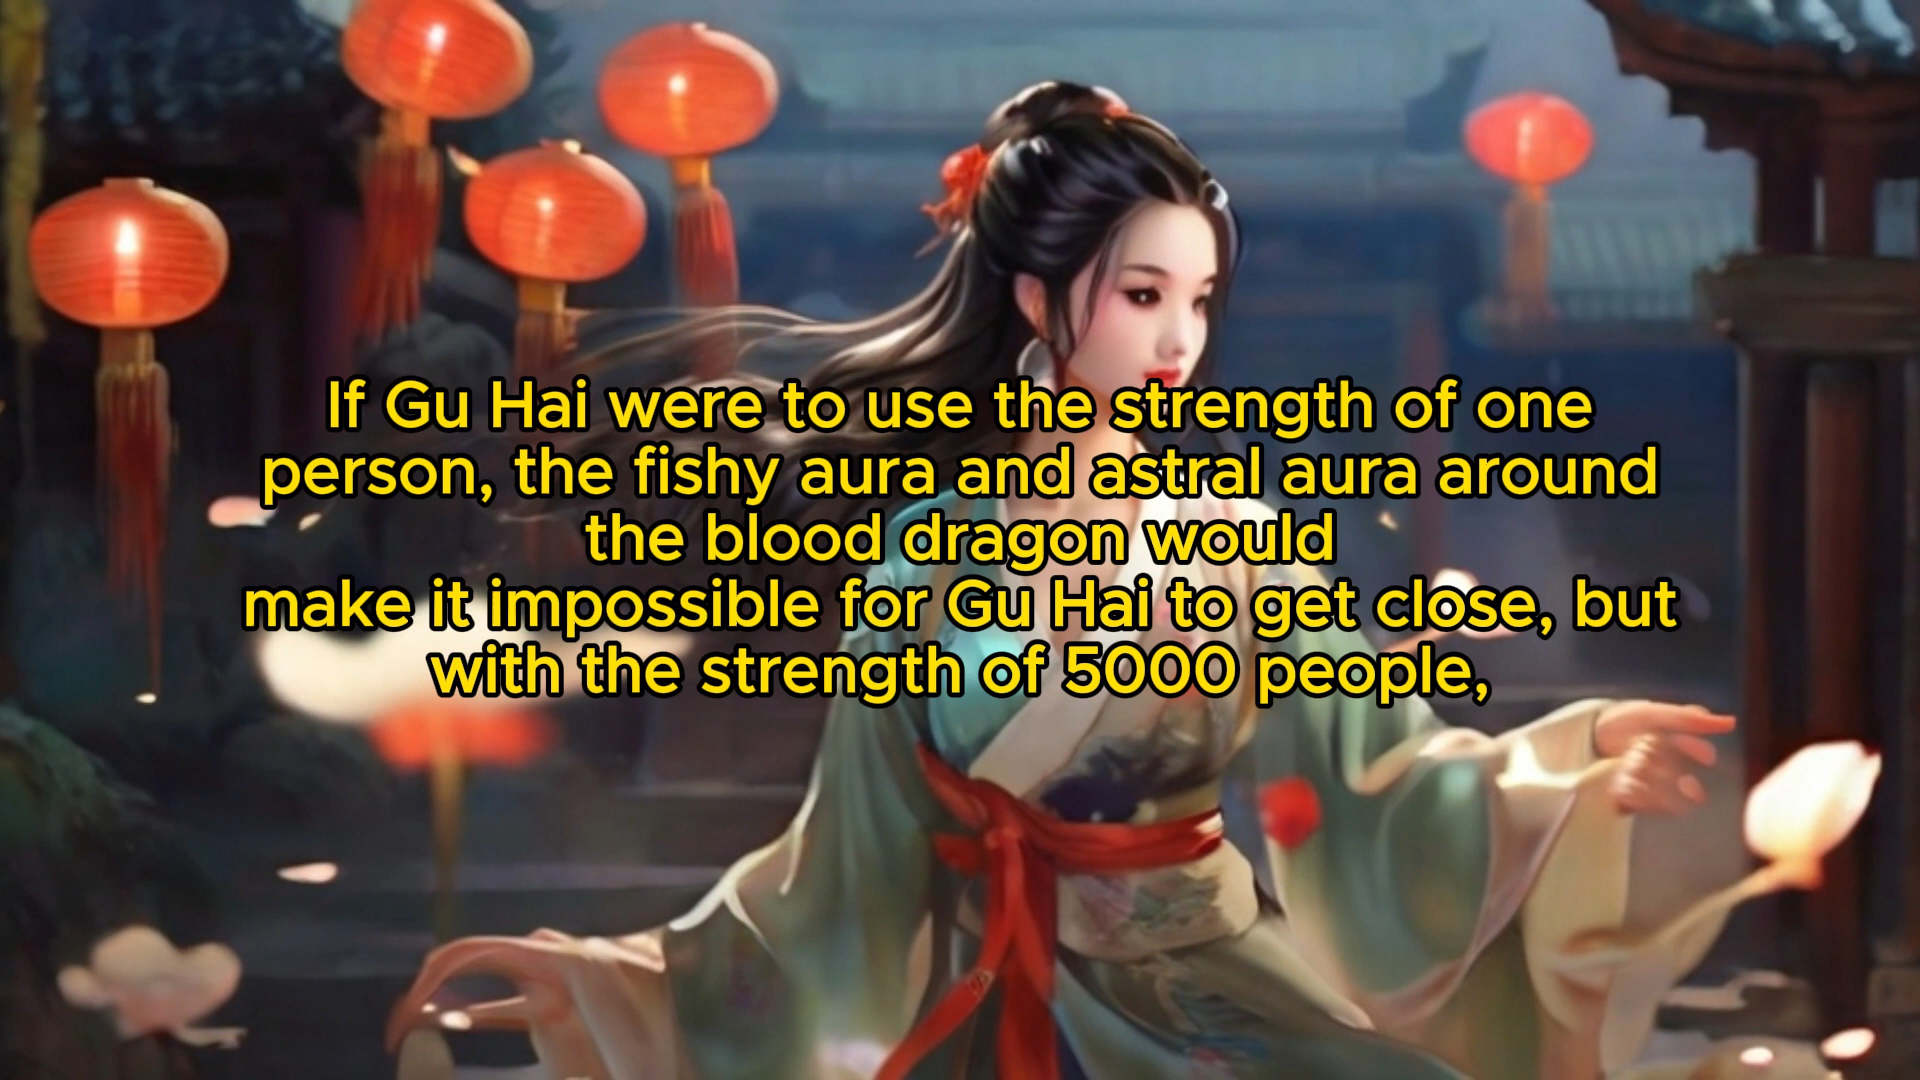 If Gu Hai were to use the strength of one
person, the fishy aura and astral aura around
the blood dragon would
make it impossible for Gu Hai to get close, but
with the strength of 5000 people,